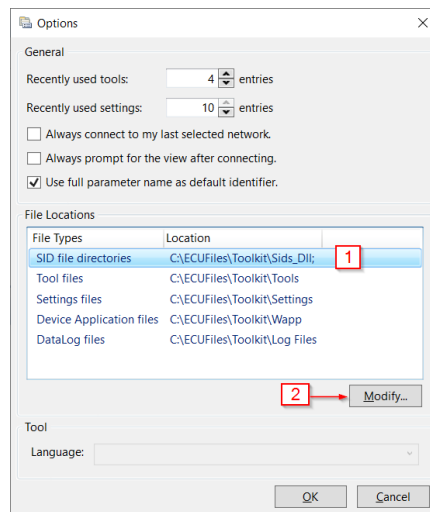 Options
General
Recently used tools: 4 entries
Recently used settings: 10 entries
Always connect to my last selected network.
Always prompt for the view after connecting.
Use full parameter name as default identifier.
File Locations
File Types Location
SID file directories C:\ECUFiles\Toolkit\Sids_Dll; 1
Tool files C:\ECUFiles\Toolkit\Tools
Settings files C:\ECUFiles\Toolkit\Settings
Device Application files C:\ECUFiles\Toolkit\Wapp
DataLog files C:\ECUFiles\Toolkit\Log Files
2 Modify...
Tool
Language:
OK Cancel